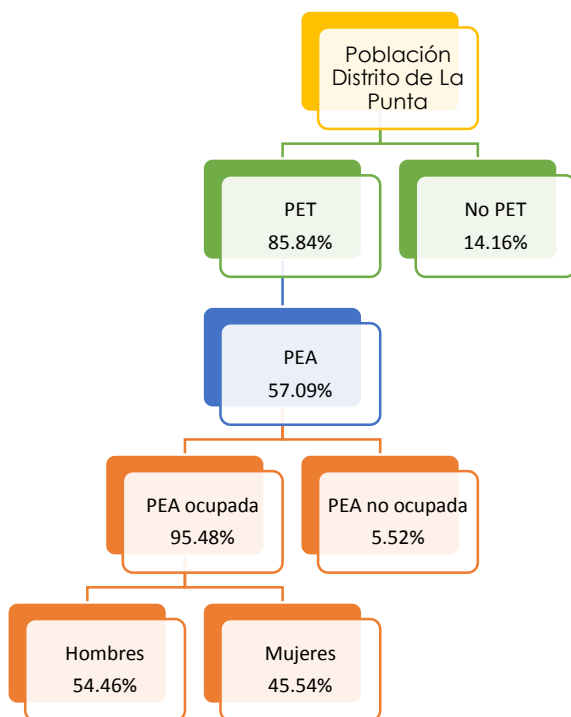 Población
Distrito de La
Punta
PET
85.84%
No PET
14.16%
PEA
57.09%
PEA ocupada
95.48%
PEA no ocupada
5.52%
Hombres
54.46%
Mujeres
45.54%